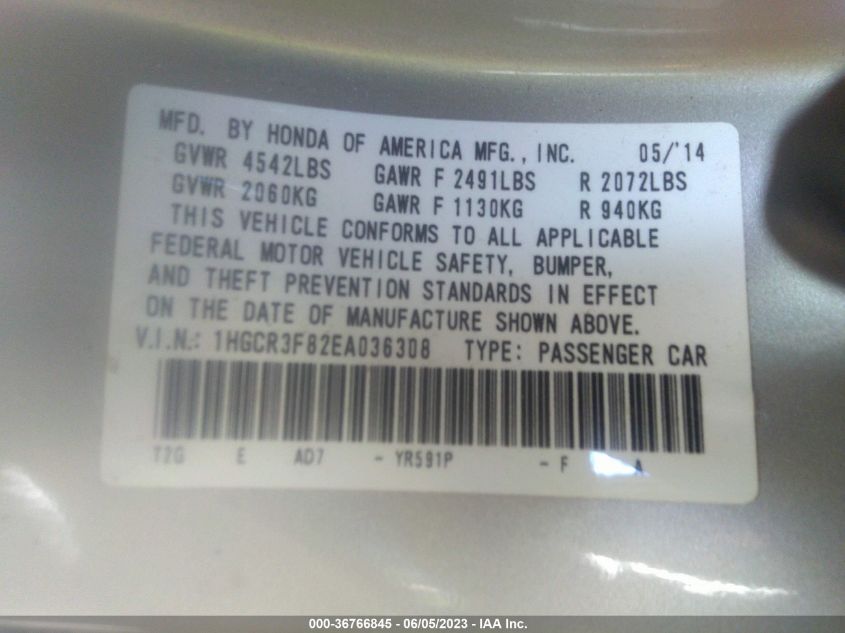 MFD. BY HONDA OF AMERICA MFG., INC. 05/'14
GVWR 4542LBS GAWR F 2491LBS R 2072LBS
GVWR 2060KG GAWR F 1130KG R 940KG
THIS VEHICLE CONFORMS TO ALL APPLICABLE
FEDERAL MOTOR VEHICLE SAFETY, BUMPER,
AND THEFT PREVENTION STANDARDS IN EFFECT
ON THE DATE OF MANUFACTURE SHOWN ABOVE.
V.I.N.: 1HGCR3F82EA036308 TYPE: PASSENGER CAR
T2G E AD7 - YR591P - F A
000-36766845 - 06/05/2023 - IAA Inc.